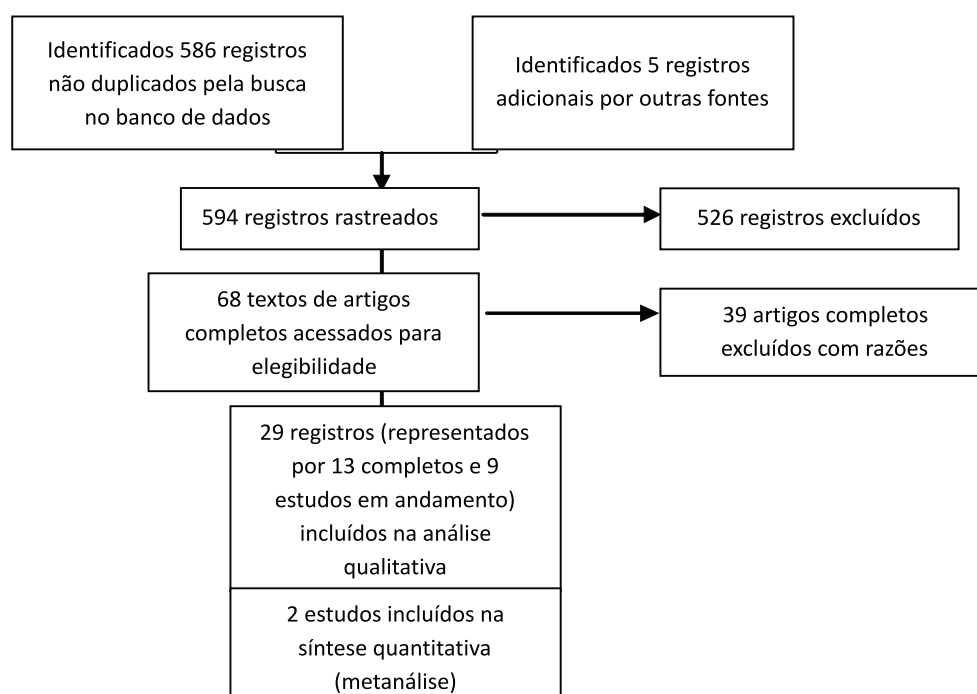 Identificados 586 registros
não duplicados pela busca
no banco de dados
Identificados 5 registros
adicionais por outras fontes
594 registros rastreados
526 registros excluídos
68 textos de artigos
completos acessados para
elegibilidade
39 artigos completos
excluídos com razões
29 registros (representados
por 13 completos e 9
estudos em andamento)
incluídos na análise
qualitativa
2 estudos incluídos na
síntese quantitativa
(metanálise)